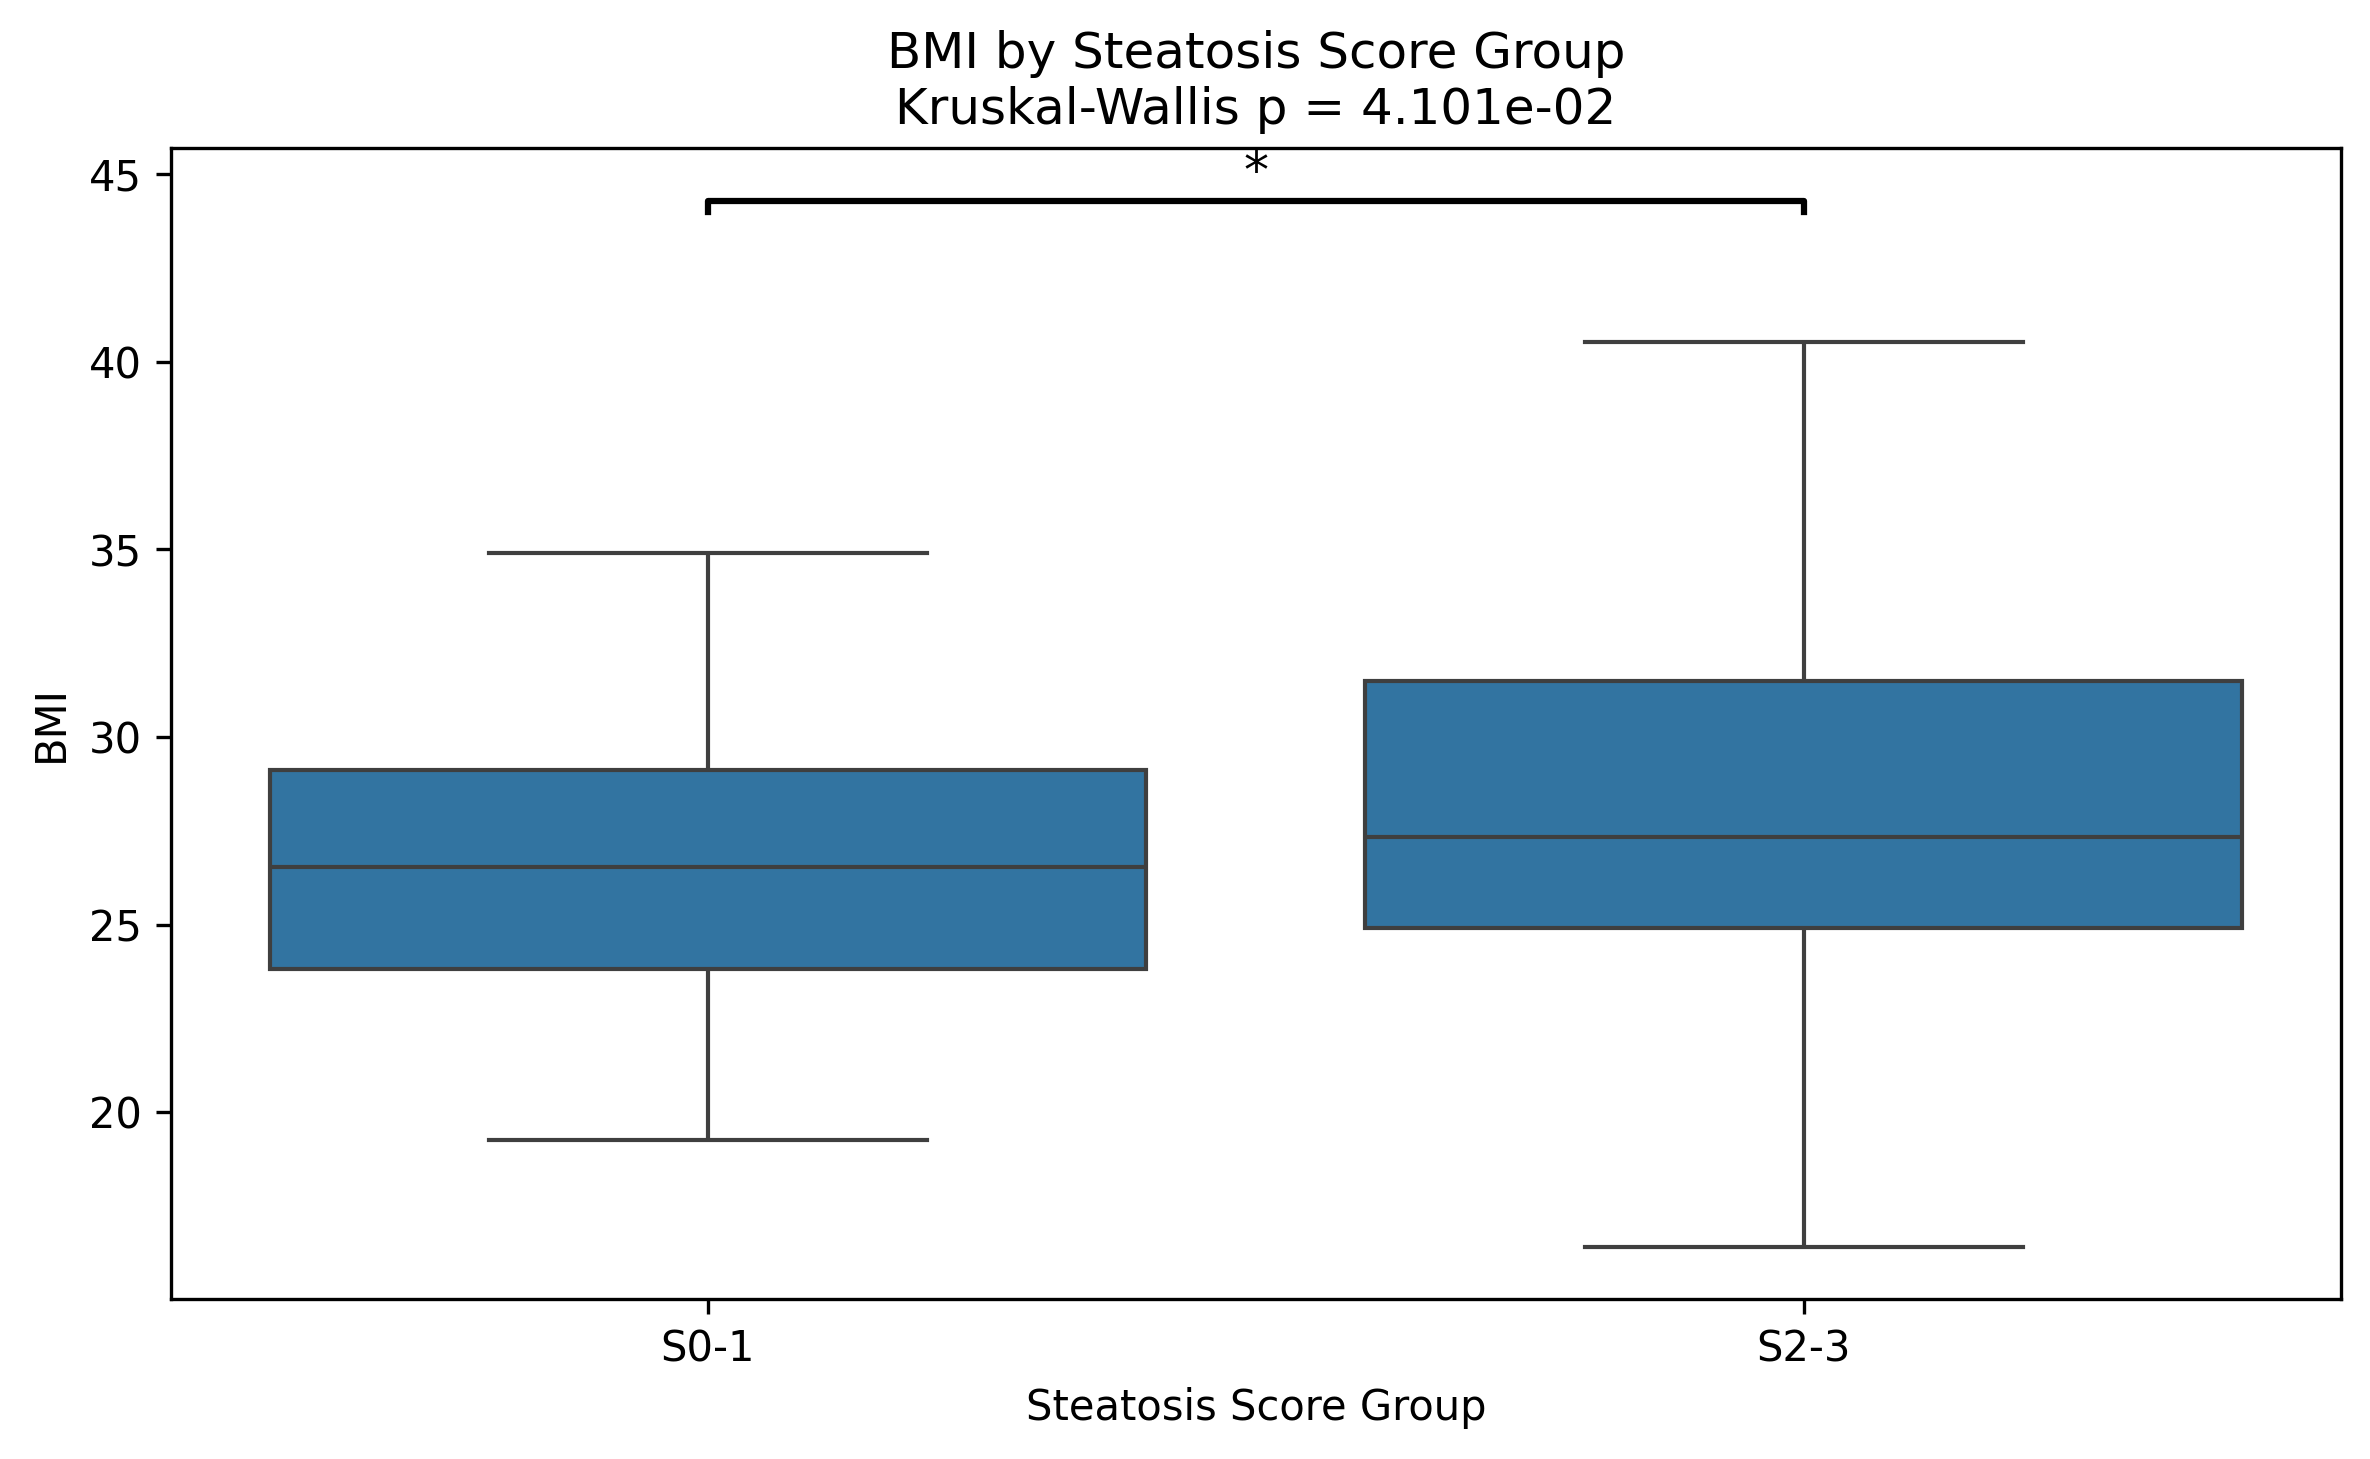 BMI by Steatosis Score Group
Kruskal-Wallis p = 4.101e-02
*
45
40
35
30
25
20
BMI
S0-1
S2-3
Steatosis Score Group